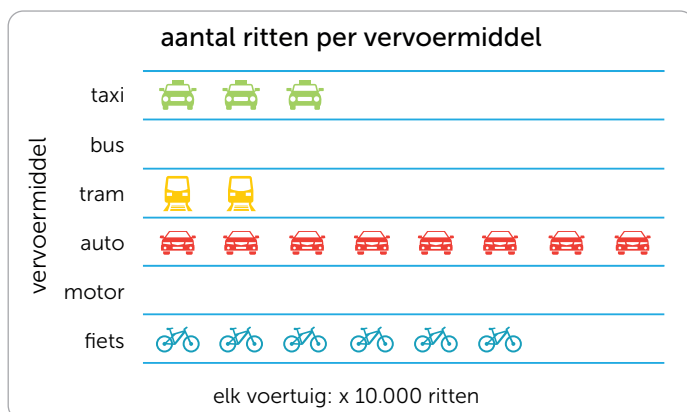 aantal ritten per vervoermiddel
vervoermiddel
taxi
bus
tram
auto
motor
fiets
elk voertuig: x 10.000 ritten